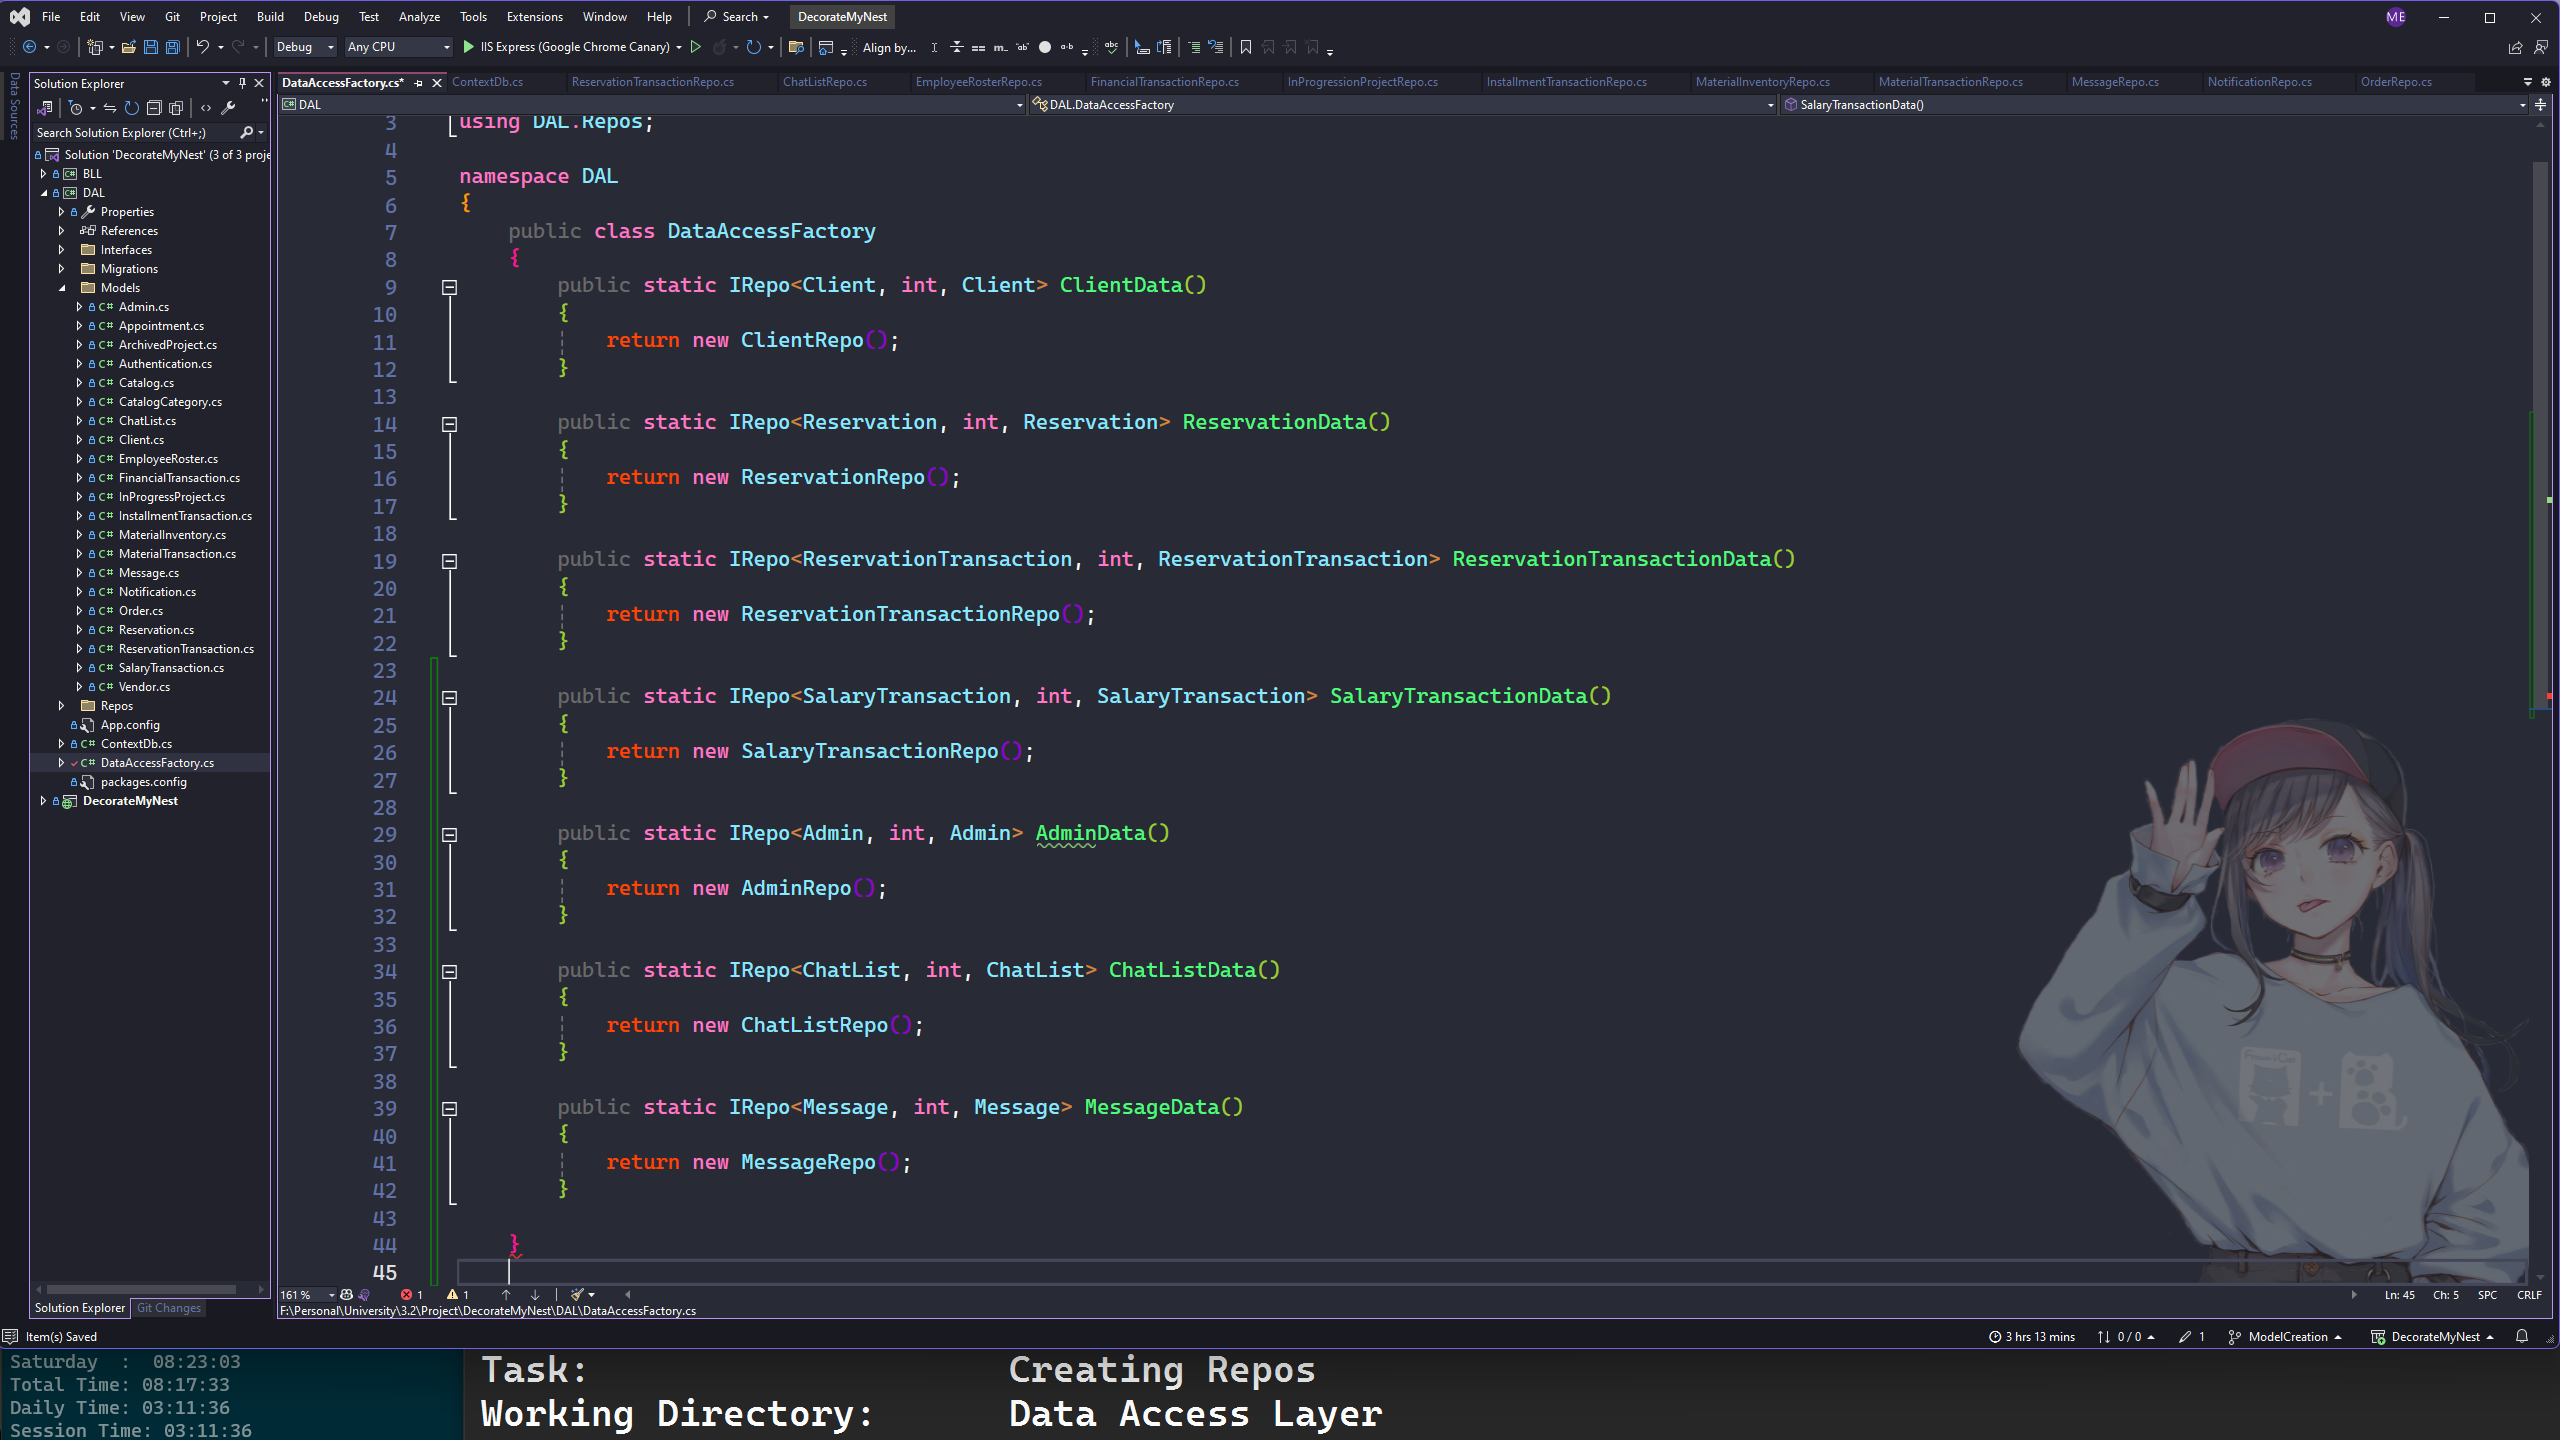 File Edit View Git Project Build Debug Test Analyze Tools Extensions Window Help Search DecorateMyNest ME
Debug Any CPU IIS Express (Google Chrome Canary) Align by...
Data Sources
Solution Explorer
Search Solution Explorer (Ctrl+;)
Solution 'DecorateMyNest' (3 of 3 proje
BLL
DAL
Properties
References
Interfaces
Migrations
Models
C# Admin.cs
C# Appointment.cs
C# ArchivedProject.cs
C# Authentication.cs
C# Catalog.cs
C# CatalogCategory.cs
C# ChatList.cs
C# Client.cs
C# EmployeeRoster.cs
C# FinancialTransaction.cs
C# InProgressProject.cs
C# InstallmentTransaction.cs
C# MaterialInventory.cs
C# MaterialTransaction.cs
C# Message.cs
C# Notification.cs
C# Order.cs
C# Reservation.cs
C# ReservationTransaction.cs
C# SalaryTransaction.cs
C# Vendor.cs
Repos
App.config
C# ContextDb.cs
C# DataAccessFactory.cs
packages.config
DecorateMyNest
Solution Explorer Git Changes
DataAccessFactory.cs* ContextDb.cs ReservationTransactionRepo.cs ChatListRepo.cs EmployeeRosterRepo.cs FinancialTransactionRepo.cs InProgressionProjectRepo.cs InstallmentTransactionRepo.cs MaterialInventoryRepo.cs MaterialTransactionRepo.cs MessageRepo.cs NotificationRepo.cs OrderRepo.cs
C# DAL DAL.DataAccessFactory SalaryTransactionData()
3 using DAL.Repos;
4
5 namespace DAL
6 {
7 public class DataAccessFactory
8 {
9 public static IRepo<Client, int, Client> ClientData()
10 {
11 return new ClientRepo();
12 }
13
14 public static IRepo<Reservation, int, Reservation> ReservationData()
15 {
16 return new ReservationRepo();
17 }
18
19 public static IRepo<ReservationTransaction, int, ReservationTransaction> ReservationTransactionData()
20 {
21 return new ReservationTransactionRepo();
22 }
23
24 public static IRepo<SalaryTransaction, int, SalaryTransaction> SalaryTransactionData()
25 {
26 return new SalaryTransactionRepo();
27 }
28
29 public static IRepo<Admin, int, Admin> AdminData()
30 {
31 return new AdminRepo();
32 }
33
34 public static IRepo<ChatList, int, ChatList> ChatListData()
35 {
36 return new ChatListRepo();
37 }
38
39 public static IRepo<Message, int, Message> MessageData()
40 {
41 return new MessageRepo();
42 }
43
44 }
45
161 % 1 1 Ln: 45 Ch: 5 SPC CRLF
F:\Personal\University\3.2\Project\DecorateMyNest\DAL\DataAccessFactory.cs
Item(s) Saved 3 hrs 13 mins 0 / 0 1 ModelCreation DecorateMyNest
Saturday : 08:23:03
Total Time: 08:17:33
Daily Time: 03:11:36
Session Time: 03:11:36
Task: Creating Repos
Working Directory: Data Access Layer